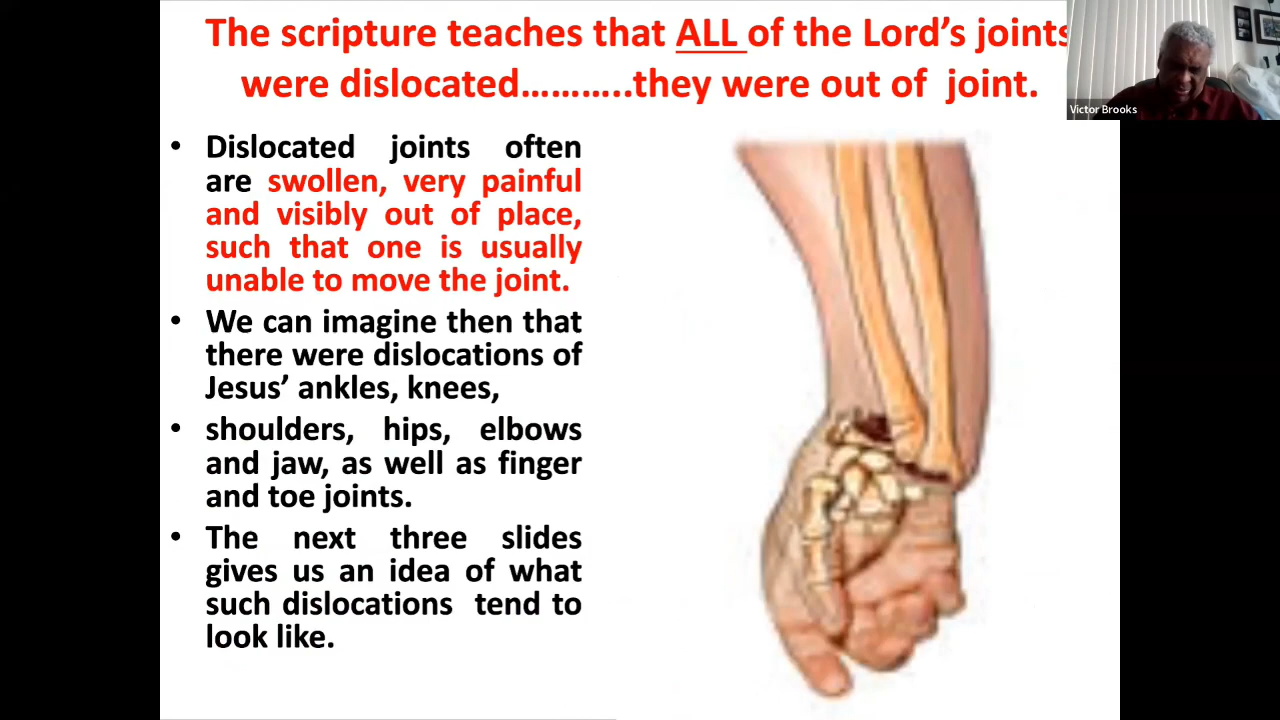 The scripture teaches that ALL of the Lord's joints
were dislocated………..they were out of joint.
Victor Brooks
• Dislocated joints often
are swollen, very painful
and visibly out of place,
such that one is usually
unable to move the joint.
• We can imagine then that
there were dislocations of
Jesus' ankles, knees,
• shoulders, hips, elbows
and jaw, as well as finger
and toe joints.
• The next three slides
gives us an idea of what
such dislocations tend to
look like.